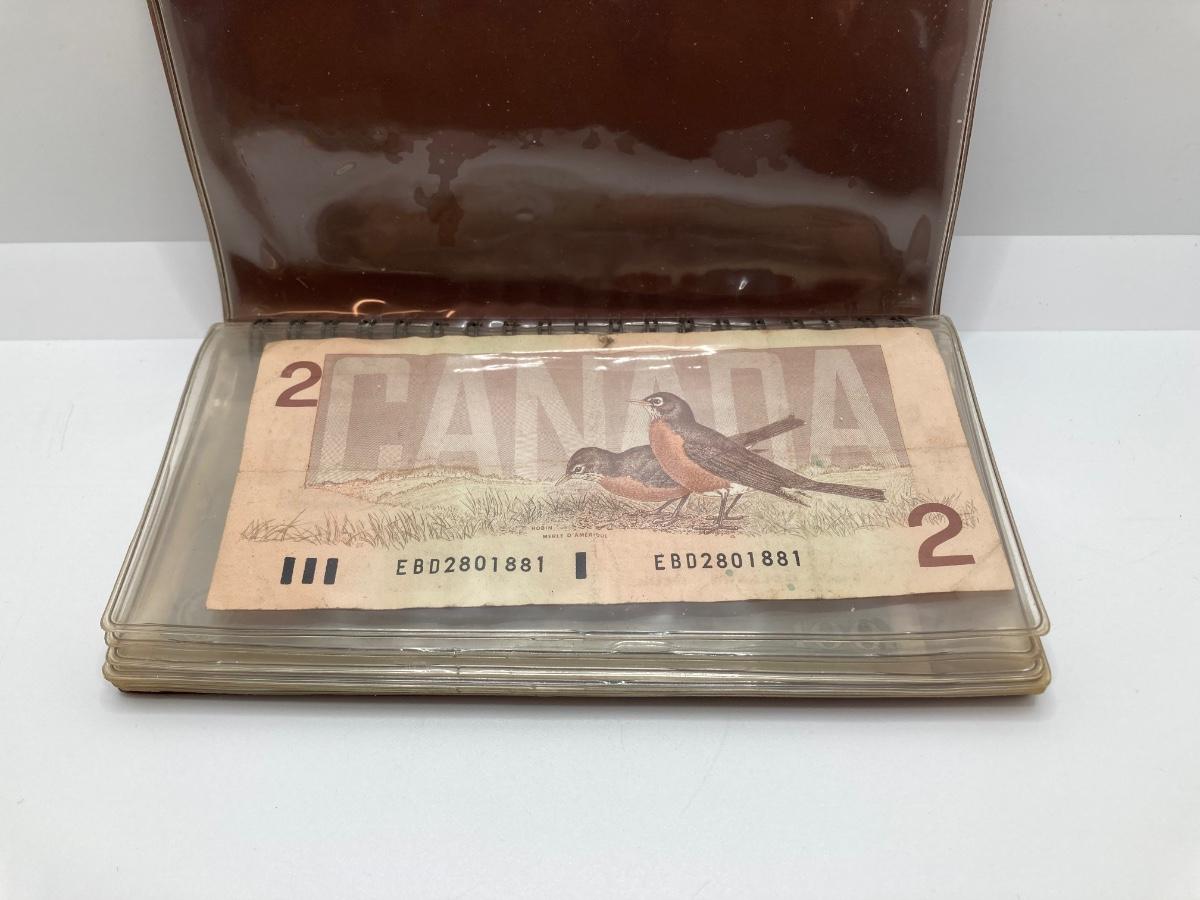 2
CANADA
ROBIN
MERLE D'AMÉRIQUE
EBD2801881 EBD2801881
2